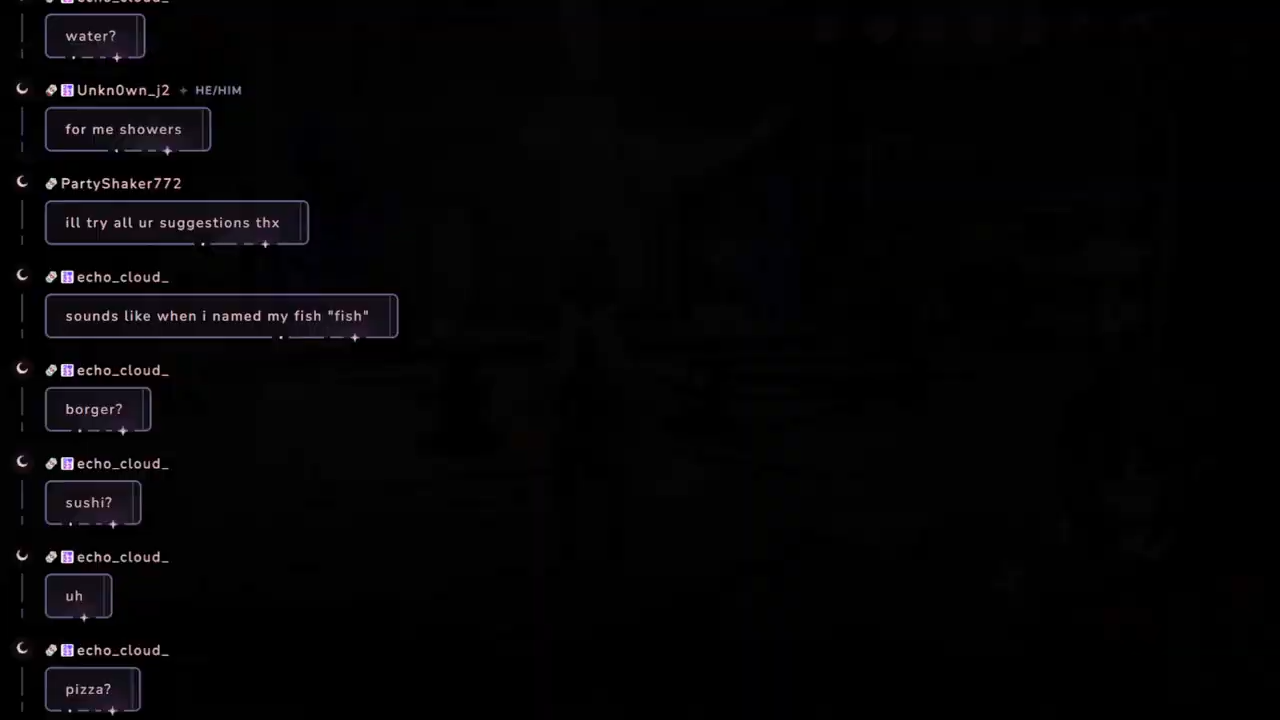 echo_cloud_
water?
Unkn0wn_j2 ✦ HE/HIM
for me showers
PartyShaker772
ill try all ur suggestions thx
echo_cloud_
sounds like when i named my fish "fish"
echo_cloud_
borger?
echo_cloud_
sushi?
echo_cloud_
uh
echo_cloud_
pizza?